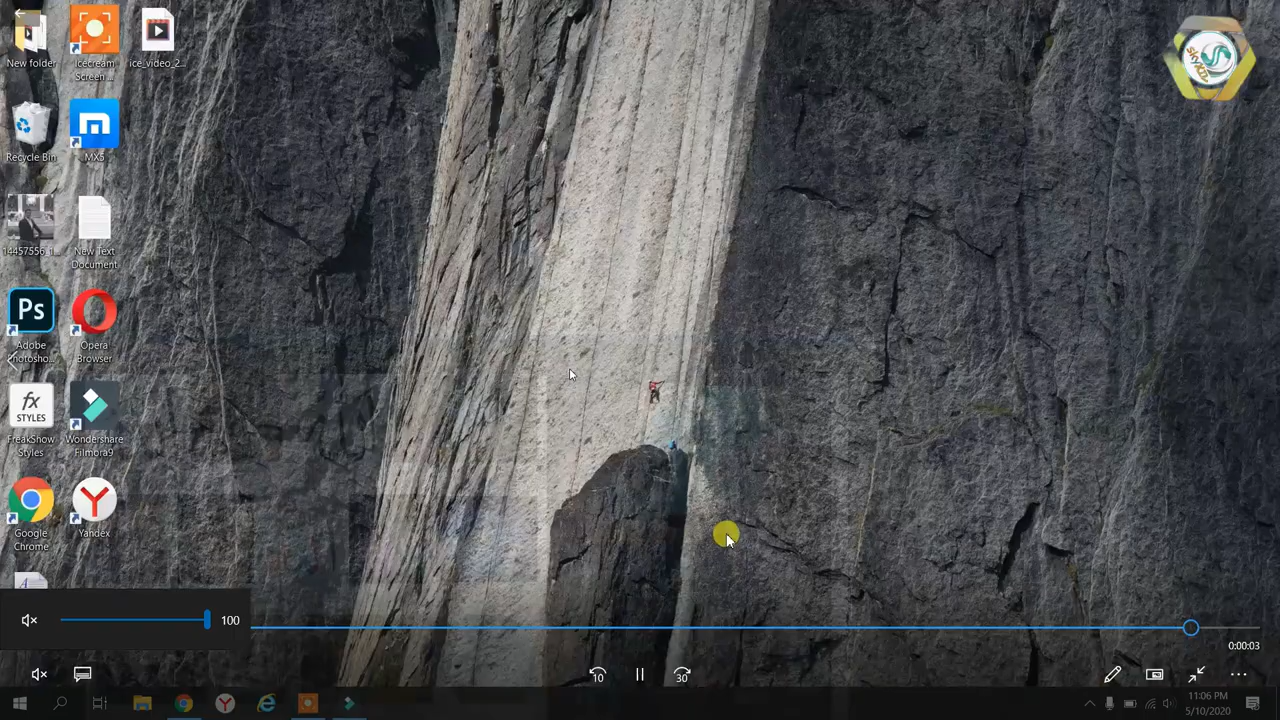 New folder
Icecream
Screen ...
ice_video_2...
Recycle Bin
MX5
14457556_1...
New Text
Document
Ps
Adobe
Photosho...
Opera
Browser
fx
STYLES
FreakShow
Styles
Wondershare
Filmora9
Google
Chrome
Yandex
skyXby
100
0:00:03
10
30
11:06 PM
5/10/2020